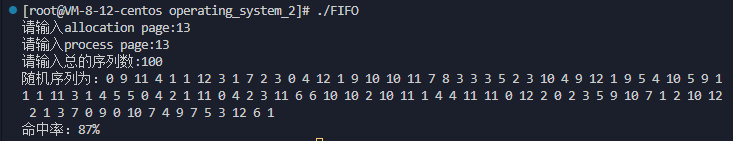 [root@VM-8-12-centos operating_system_2]# ./FIFO
请输入allocation page:13
请输入process page:13
请输入总的序列数:100
随机序列为: 0 9 11 4 1 1 12 3 1 7 2 3 0 4 12 1 9 10 10 11 7 8 3 3 3 5 2 3 10 4 9 12 1 9 5 4 10 5 9 1
1 1 11 3 1 4 5 5 0 4 2 1 11 0 4 2 3 11 6 6 10 10 2 10 11 1 4 4 11 11 0 12 2 0 2 3 5 9 10 7 1 2 10 12
2 1 3 7 0 9 0 10 7 4 9 7 5 3 12 6 1
命中率: 87%